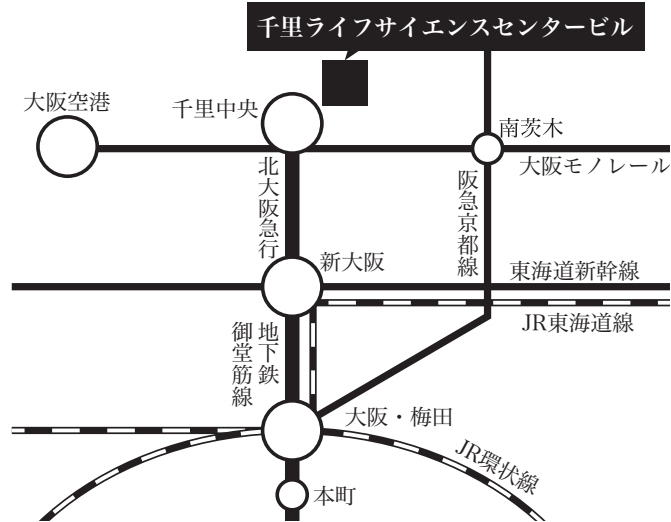 千里ライフサイエンスセンタービル
大阪空港
千里中央
南茨木
大阪モノレール
北大阪急行
阪急京都線
新大阪
東海道新幹線
JR東海道線
地下鉄
御堂筋線
大阪・梅田
JR環状線
本町